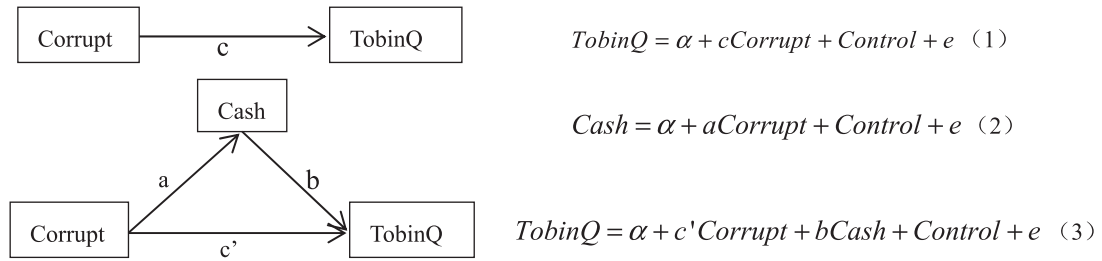 Corrupt
c
TobinQ
TobinQ = α + cCorrupt + Control + e（1）
Cash
Cash = α + aCorrupt + Control + e（2）
a
b
Corrupt
c’
TobinQ
TobinQ = α + c'Corrupt + bCash + Control + e（3）